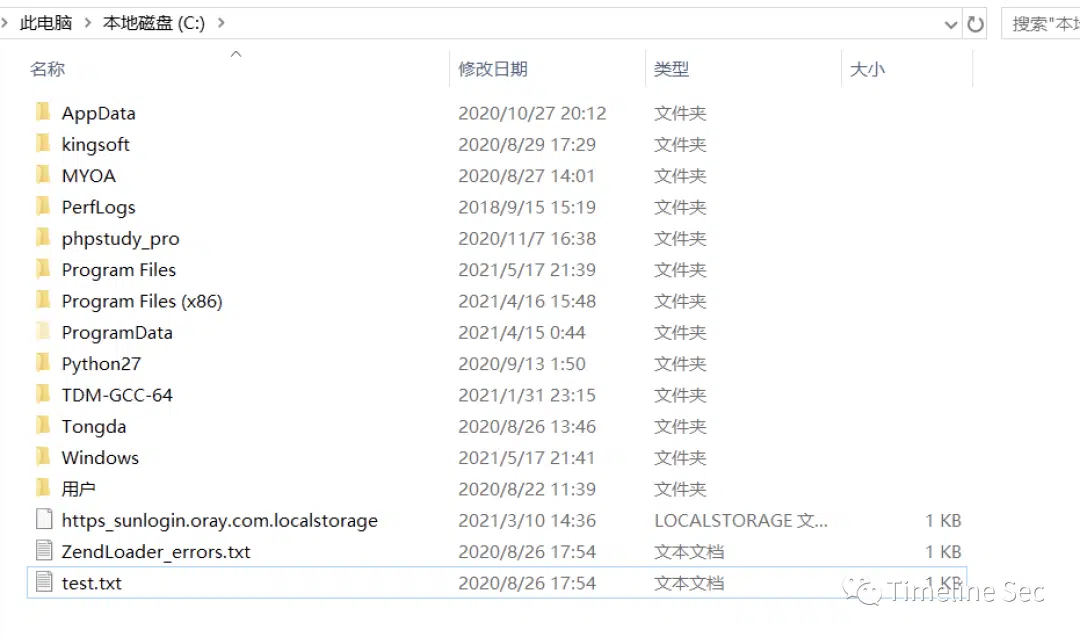 此电脑 本地磁盘 (C:) 搜索"本地
名称 修改日期 类型 大小
AppData 2020/10/27 20:12 文件夹
kingsoft 2020/8/29 17:29 文件夹
MYOA 2020/8/27 14:01 文件夹
PerfLogs 2018/9/15 15:19 文件夹
phpstudy_pro 2020/11/7 16:38 文件夹
Program Files 2021/5/17 21:39 文件夹
Program Files (x86) 2021/4/16 15:48 文件夹
ProgramData 2021/4/15 0:44 文件夹
Python27 2020/9/13 1:50 文件夹
TDM-GCC-64 2021/1/31 23:15 文件夹
Tongda 2020/8/26 13:46 文件夹
Windows 2021/5/17 21:41 文件夹
用户 2020/8/22 11:39 文件夹
https_sunlogin.oray.com.localstorage 2021/3/10 14:36 LOCALSTORAGE 文... 1 KB
ZendLoader_errors.txt 2020/8/26 17:54 文本文档 1 KB
test.txt 2020/8/26 17:54 文本文档 1 KB
Timeline Sec